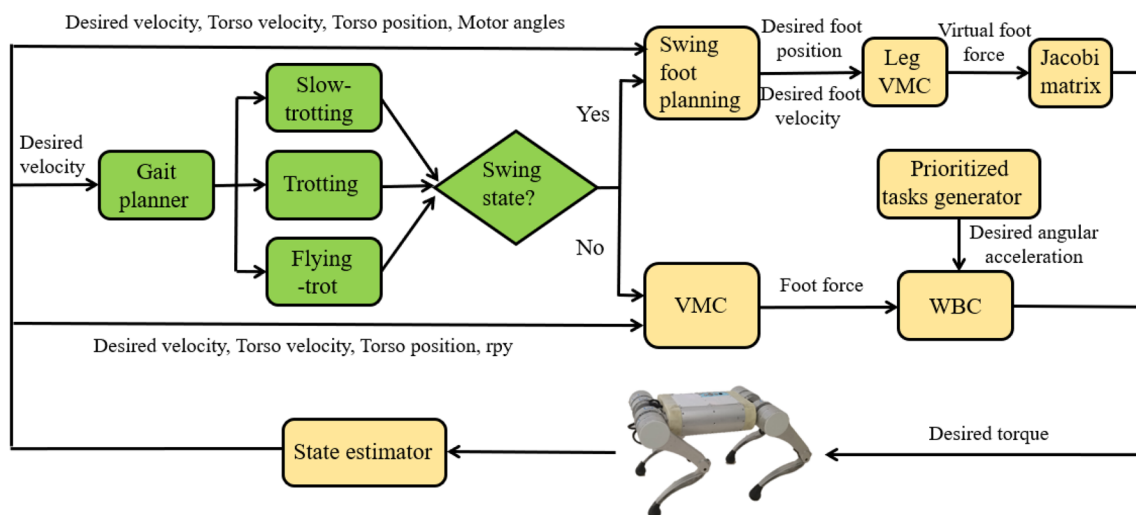 Desired velocity, Torso velocity, Torso position, Motor angles
Desired
velocity
Gait
planner
Slow-
trotting
Trotting
Flying
-trot
Swing
state?
Yes
No
Swing
foot
planning
Desired foot
position
Desired foot
velocity
Leg
VMC
Virtual foot
force
Jacobi
matrix
Prioritized
tasks generator
Desired angular
acceleration
VMC
Foot force
WBC
Desired velocity, Torso velocity, Torso position, rpy
State estimator
Desired torque